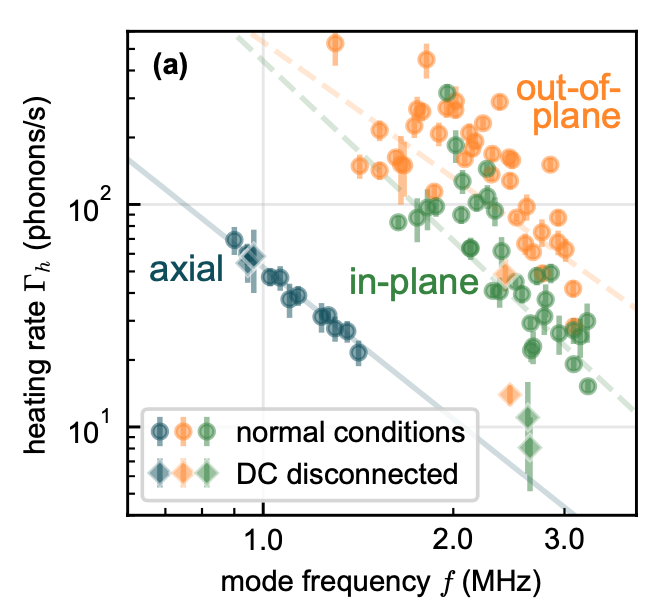 (a)
out-of-
plane
axial
in-plane
10²
10¹
heating rate Γₕ (phonons/s)
normal conditions
DC disconnected
1.0 2.0 3.0
mode frequency f (MHz)